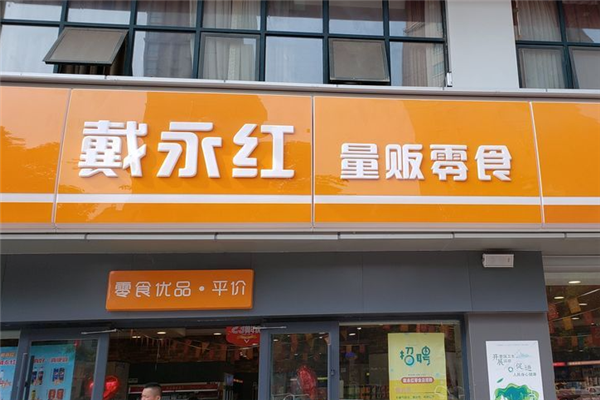 戴永红 量贩零食
零食优品·平价
招聘